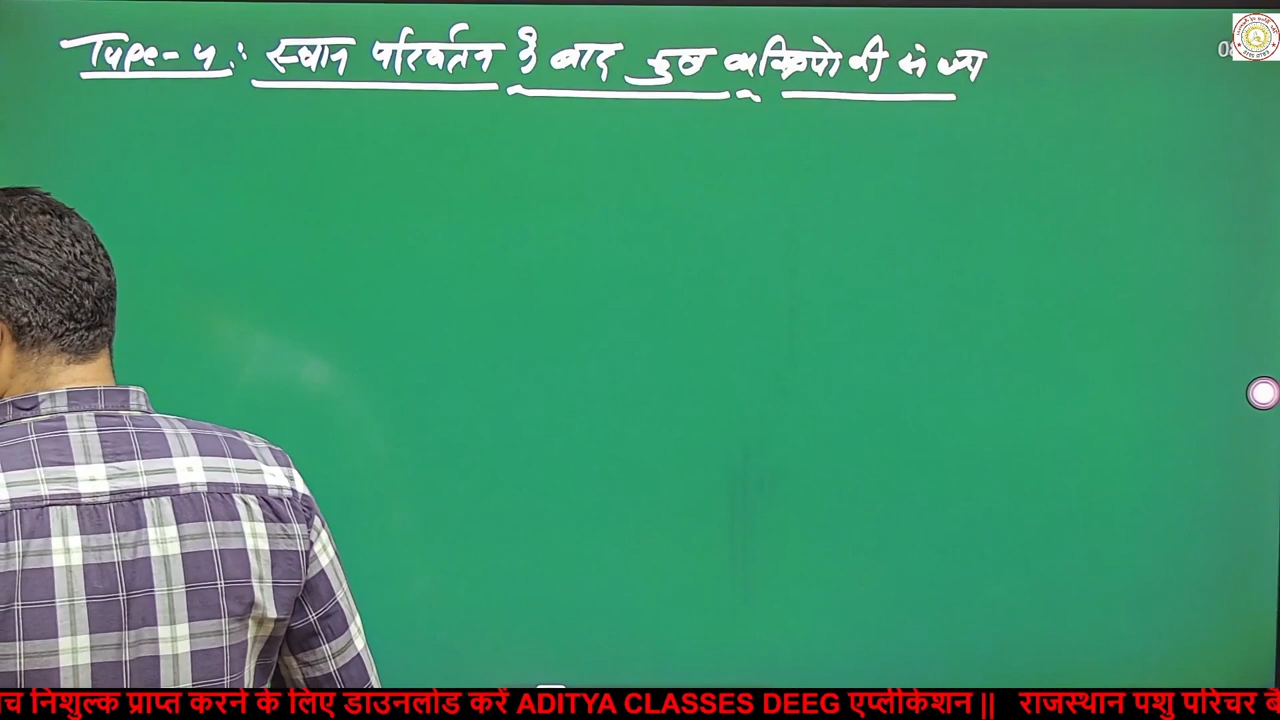 Type-4: स्थान परिवर्तन के बाद कुल व्यक्तियों की संख्या
च निशुल्क प्राप्त करने के लिए डाउनलोड करें ADITYA CLASSES DEEG एप्लीकेशन || राजस्थान पशु परिचर बै